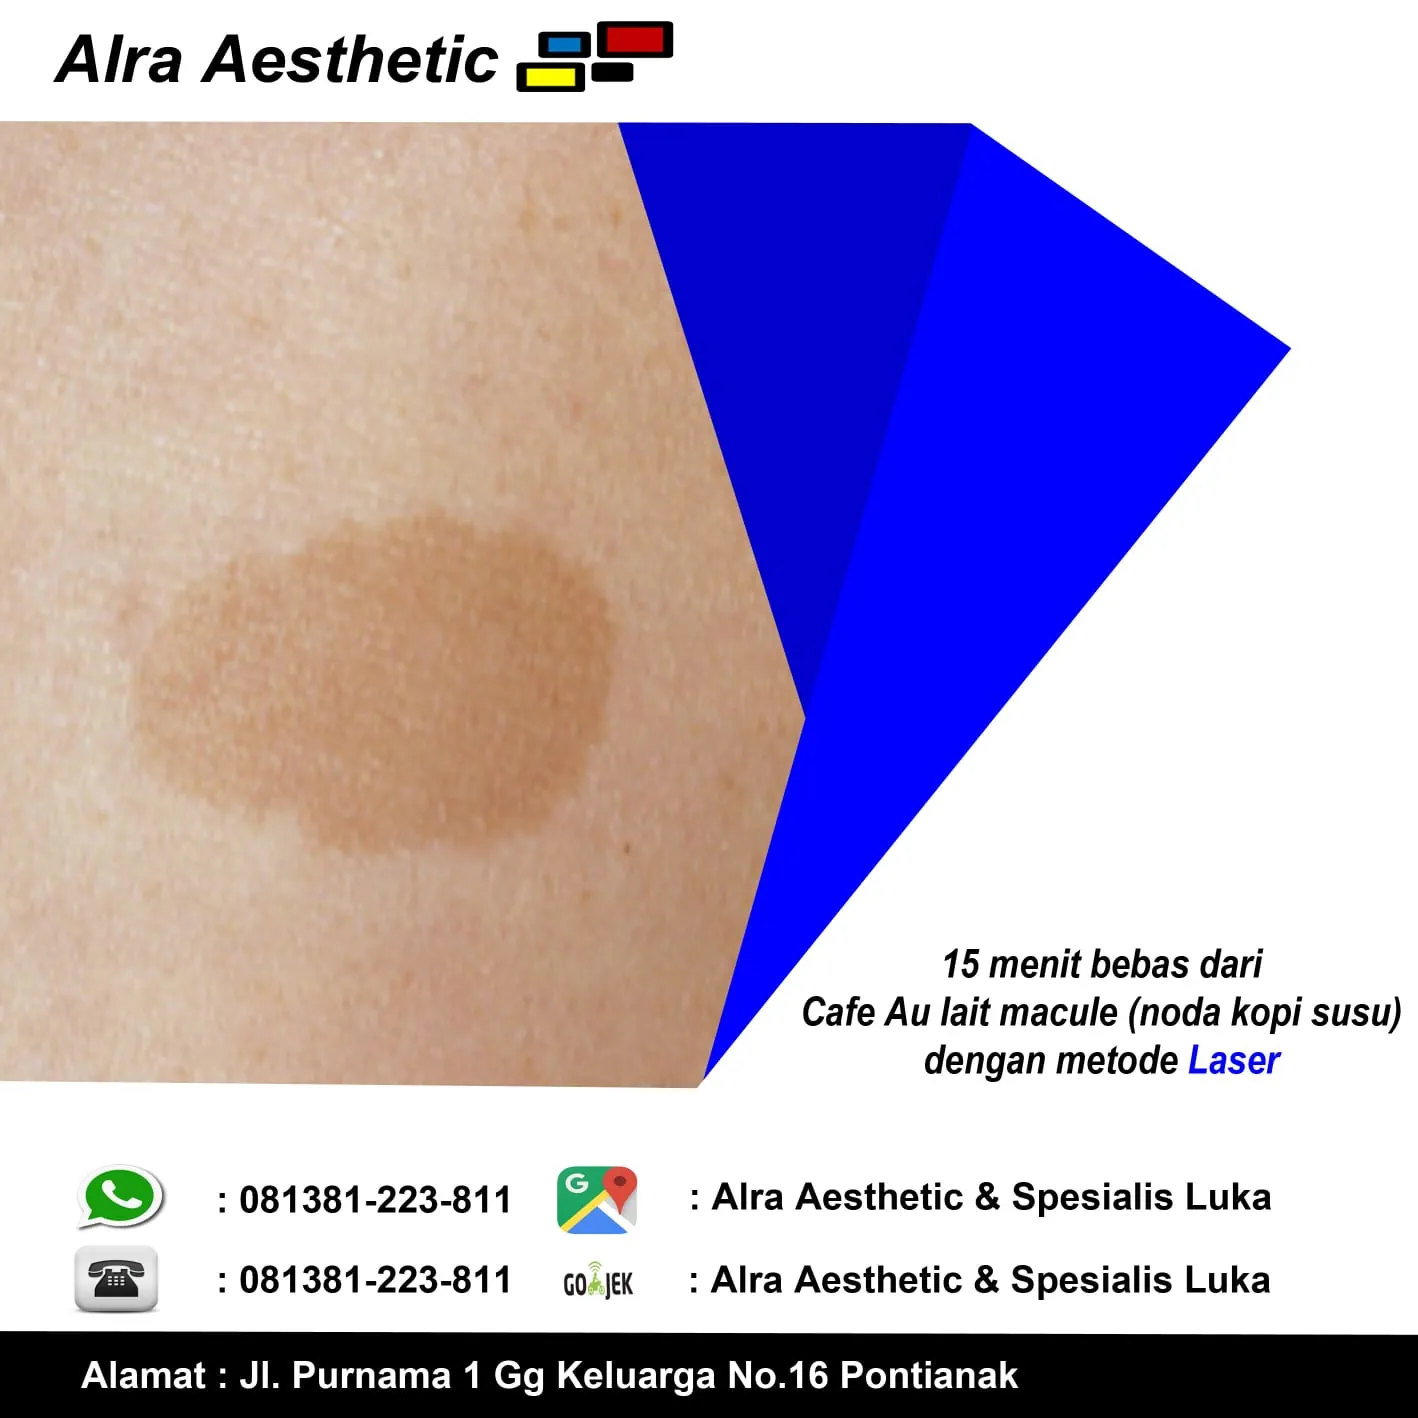 Alra Aesthetic
15 menit bebas dari
Cafe Au lait macule (noda kopi susu)
dengan metode Laser
: 081381-223-811
G
: Alra Aesthetic & Spesialis Luka
: 081381-223-811
GOJEK
: Alra Aesthetic & Spesialis Luka
Alamat : Jl. Purnama 1 Gg Keluarga No.16 Pontianak